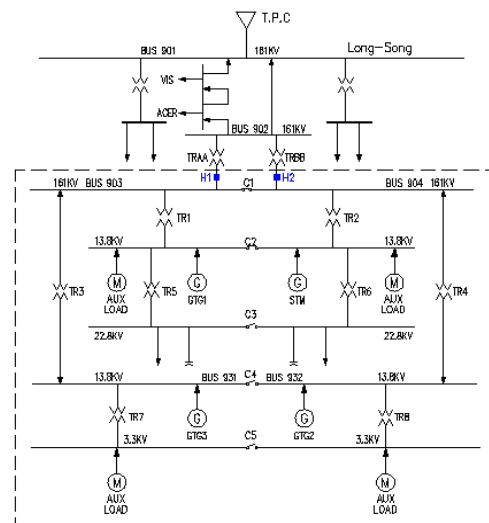 T.P.C
BUS 901
161KV
Long-Song
VIS
ACER
BUS 902
161KV
TRAA
TRBB
H1
H2
161KV
BUS 903
C1
BUS 904
161KV
TR1
TR2
13.8KV
C2
13.8KV
TR3
M
AUX
LOAD
TR5
G
GTG1
G
STM
TR6
M
AUX
LOAD
TR4
22.8KV
C3
22.8KV
13.8KV
BUS 931
C4
BUS 932
13.8KV
TR7
G
GTG3
G
GTG2
TR8
3.3KV
C5
3.3KV
M
AUX
LOAD
M
AUX
LOAD